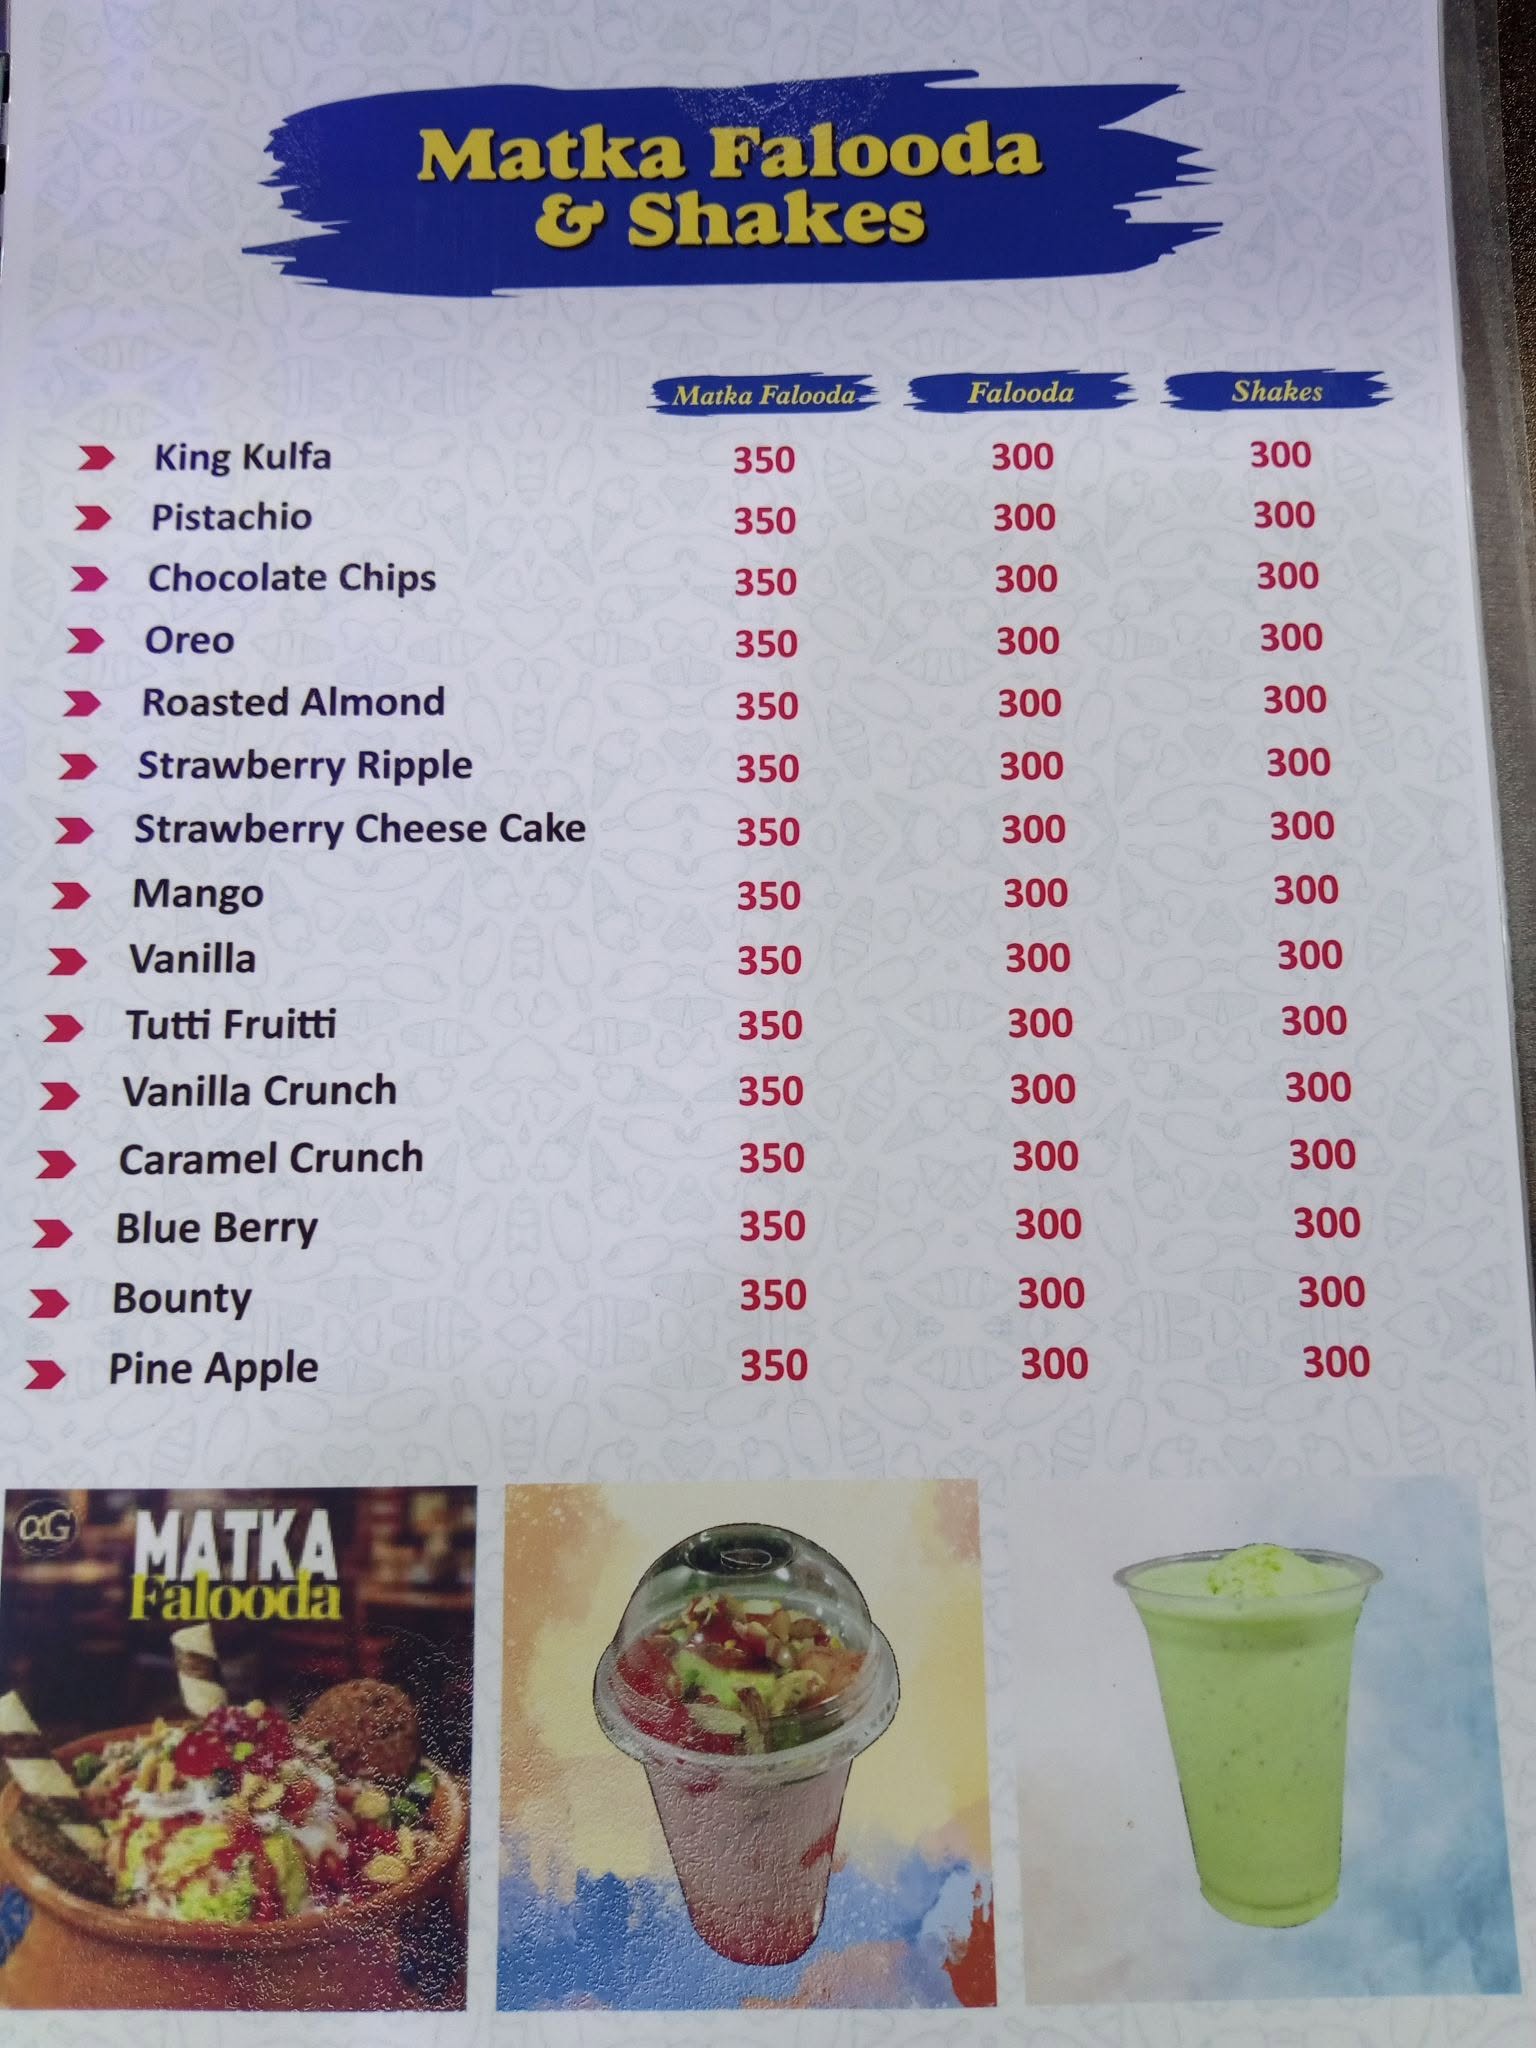 Matka Falooda
& Shakes
Matka Falooda Falooda Shakes
King Kulfa 350 300 300
Pistachio 350 300 300
Chocolate Chips 350 300 300
Oreo 350 300 300
Roasted Almond 350 300 300
Strawberry Ripple 350 300 300
Strawberry Cheese Cake 350 300 300
Mango 350 300 300
Vanilla 350 300 300
Tutti Fruitti 350 300 300
Vanilla Crunch 350 300 300
Caramel Crunch 350 300 300
Blue Berry 350 300 300
Bounty 350 300 300
Pine Apple 350 300 300
MATKA
Falooda